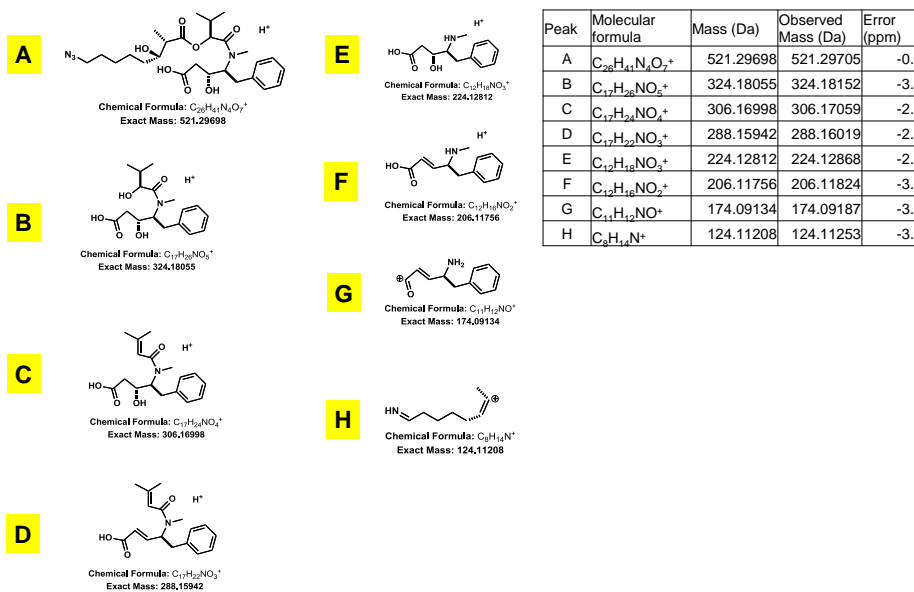 A
N3
HO
O
O
O
O
N
H+
HO
O
OH
Chemical Formula: C26H41N4O7+
Exact Mass: 521.29698
B
HO
O
N
H+
HO
O
OH
Chemical Formula: C17H26NO5+
Exact Mass: 324.18055
C
O
N
H+
HO
O
OH
Chemical Formula: C17H24NO4+
Exact Mass: 306.16998
D
O
N
H+
HO
O
Chemical Formula: C17H22NO3+
Exact Mass: 288.15942
E
HN
H+
HO
O
OH
Chemical Formula: C12H18NO3+
Exact Mass: 224.12812
F
HN
H+
HO
O
Chemical Formula: C12H16NO2+
Exact Mass: 206.11756
G
NH2
⊕
O
Chemical Formula: C11H12NO+
Exact Mass: 174.09134
H
HN
⊕
Chemical Formula: C8H14N+
Exact Mass: 124.11208
Peak Molecular formula Mass (Da) Observed Mass (Da) Error (ppm)
A C26H41N4O7+ 521.29698 521.29705 -0.
B C17H26NO5+ 324.18055 324.18152 -3.
C C17H24NO4+ 306.16998 306.17059 -2.
D C17H22NO3+ 288.15942 288.16019 -2.
E C12H18NO3+ 224.12812 224.12868 -2.
F C12H16NO2+ 206.11756 206.11824 -3.
G C11H12NO+ 174.09134 174.09187 -3.
H C8H14N+ 124.11208 124.11253 -3.